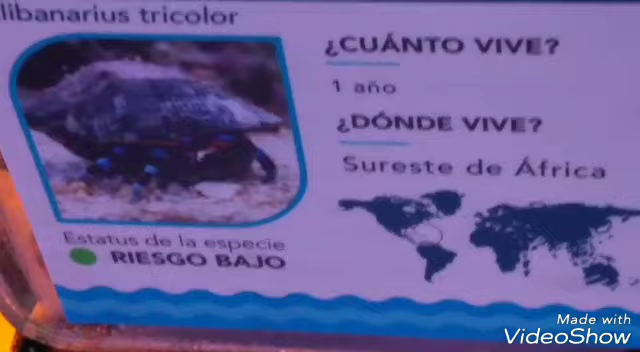 libanarius tricolor
¿CUÁNTO VIVE?
1 año
¿DÓNDE VIVE?
Sureste de África
Estatus de la especie
RIESGO BAJO
Made with
VideoShow